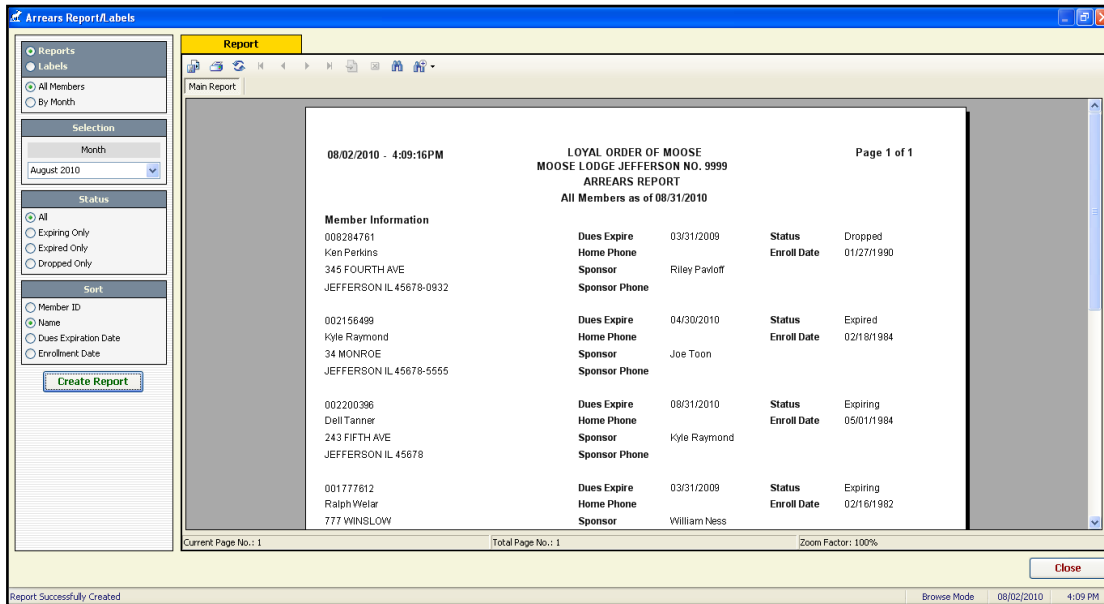 Arrears Report/Labels
Reports
Labels
All Members
By Month
Selection
Month
August 2010
Status
All
Expiring Only
Expired Only
Dropped Only
Sort
Member ID
Name
Dues Expiration Date
Enrollment Date
Create Report
Report
Main Report
08/02/2010 - 4:09:16PM LOYAL ORDER OF MOOSE Page 1 of 1
MOOSE LODGE JEFFERSON NO. 9999
ARREARS REPORT
All Members as of 08/31/2010
Member Information
008284761 Dues Expire 03/31/2009 Status Dropped
Ken Perkins Home Phone Enroll Date 01/27/1990
345 FOURTH AVE Sponsor Riley Pavloff
JEFFERSON IL 45678-0932 Sponsor Phone
002156499 Dues Expire 04/30/2010 Status Expired
Kyle Raymond Home Phone Enroll Date 02/18/1984
34 MONROE Sponsor Joe Toon
JEFFERSON IL 45678-5555 Sponsor Phone
002200396 Dues Expire 08/31/2010 Status Expiring
Dell Tanner Home Phone Enroll Date 05/01/1984
243 FIFTH AVE Sponsor Kyle Raymond
JEFFERSON IL 45678 Sponsor Phone
001777612 Dues Expire 03/31/2009 Status Expiring
Ralph Welar Home Phone Enroll Date 02/16/1982
777 WINSLOW Sponsor William Ness
Current Page No.: 1 Total Page No.: 1 Zoom Factor: 100%
Close
Report Successfully Created Browse Mode 08/02/2010 4:09 PM